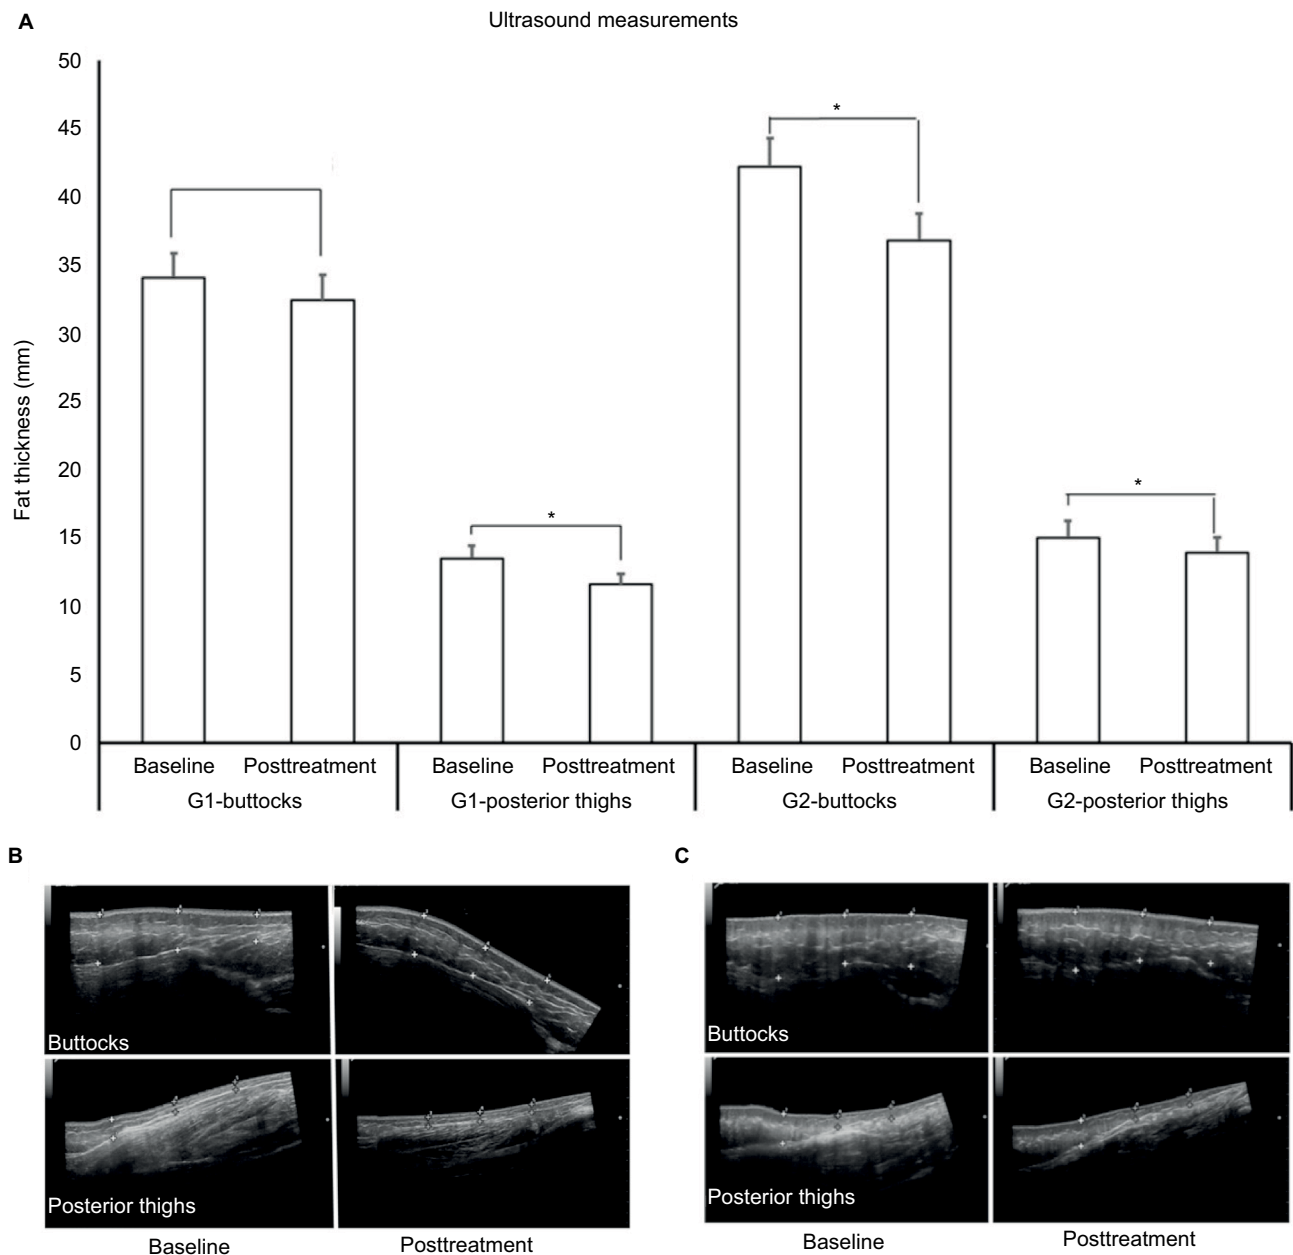 A
Ultrasound measurements
Fat thickness (mm)
50
45
40
35
30
25
20
15
10
5
0
*
*
*
Baseline Posttreatment Baseline Posttreatment Baseline Posttreatment Baseline Posttreatment
G1-buttocks G1-posterior thighs G2-buttocks G2-posterior thighs
B
Buttocks
Posterior thighs
Baseline Posttreatment
C
Buttocks
Posterior thighs
Baseline Posttreatment